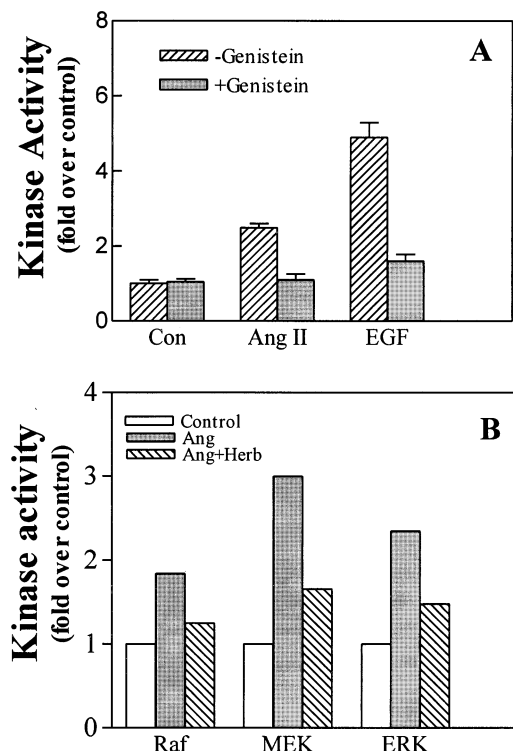 A
Kinase Activity
(fold over control)
8
6
4
2
0
-Genistein
+Genistein
Con Ang II EGF
B
Kinase activity
(fold over control)
4
3
2
1
0
Control
Ang
Ang+Herb
Raf MEK ERK